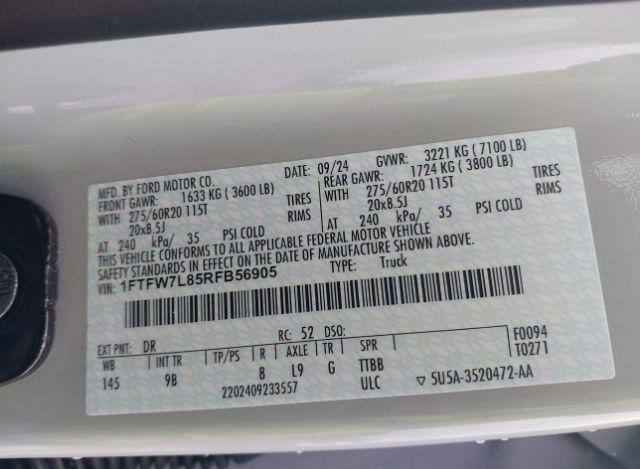 MFD. BY FORD MOTOR CO.
DATE: 09/24 GVWR: 3221 KG ( 7100 LB)
FRONT GAWR: 1633 KG ( 3600 LB) REAR GAWR: 1724 KG ( 3800 LB)
WITH 275/60R20 115T TIRES WITH 275/60R20 115T TIRES
20x8.5J RIMS 20x8.5J RIMS
AT 240 kPa/ 35 PSI COLD AT 240 kPa/ 35 PSI COLD
THIS VEHICLE CONFORMS TO ALL APPLICABLE FEDERAL MOTOR VEHICLE
SAFETY STANDARDS IN EFFECT ON THE DATE OF MANUFACTURE SHOWN ABOVE.
VIN: 1FTFW7L85RFB56905 TYPE: Truck
EXT PNT: DR RC: 52 DSO: F0094
WB INT TR TP/PS R AXLE TR SPR T0271
145 9B 8 L9 G TTBB
2202409233557 ULC ▽ 5U5A-3520472-AA